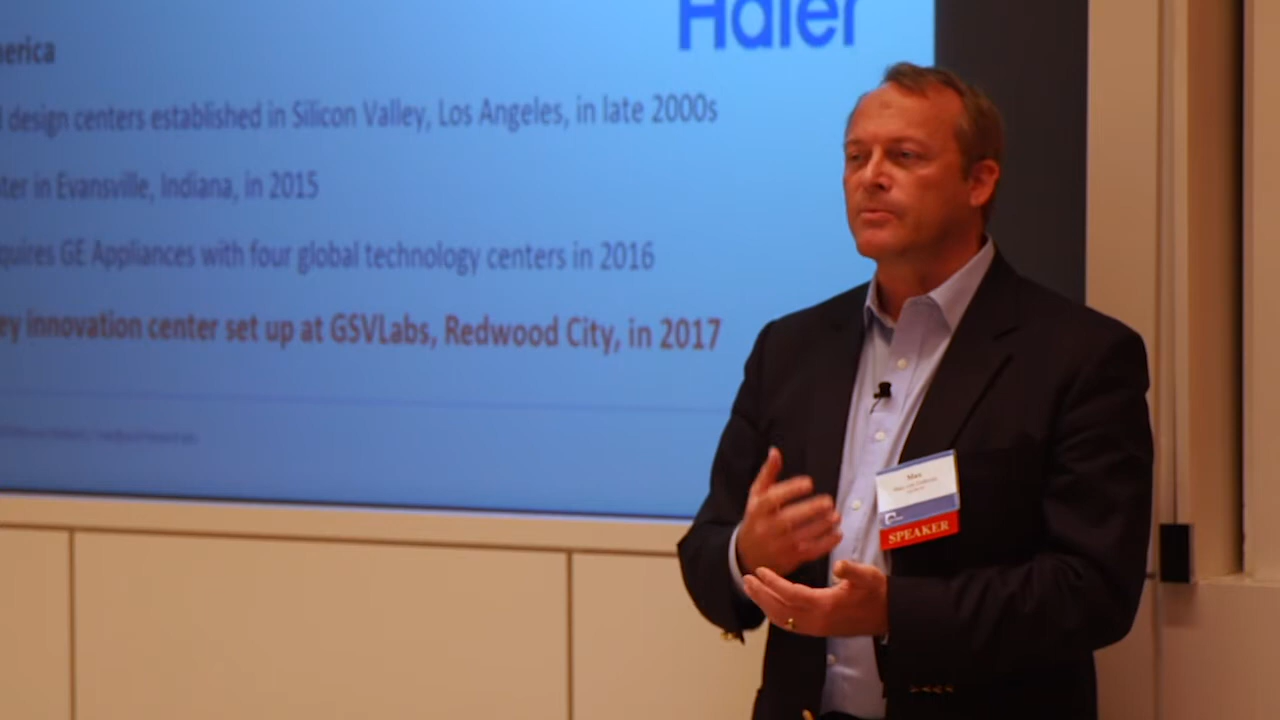 Haier
merica
design centers established in Silicon Valley, Los Angeles, in late 2000s
ter in Evansville, Indiana, in 2015
quires GE Appliances with four global technology centers in 2016
ey innovation center set up at GSVLabs, Redwood City, in 2017
Max
SPEAKER